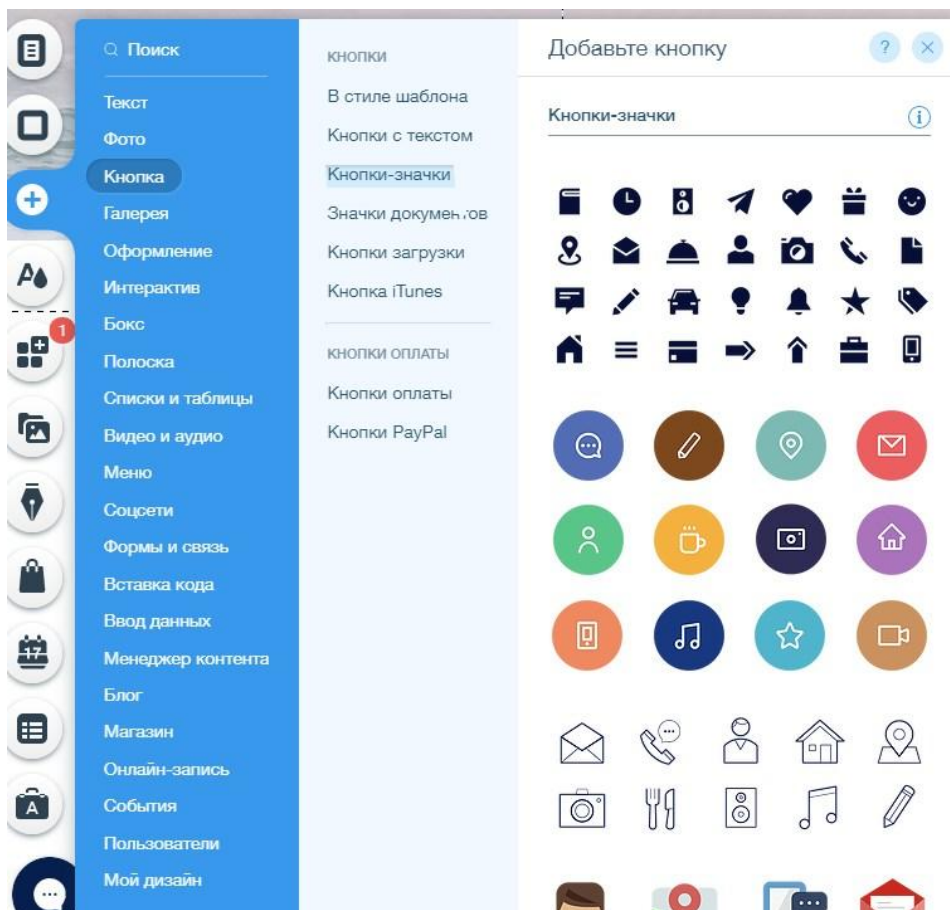 Поиск
Текст
Фото
Кнопка
Галерея
Оформление
Интерактив
Бокс
Полоска
Списки и таблицы
Видео и аудио
Меню
Соцсети
Формы и связь
Вставка кода
Ввод данных
Менеджер контента
Блог
Магазин
Онлайн-запись
События
Пользователи
Мой дизайн
КНОПКИ
В стиле шаблона
Кнопки с текстом
Кнопки-значки
Значки документов
Кнопки загрузки
Кнопка iTunes
КНОПКИ ОПЛАТЫ
Кнопки оплаты
Кнопки PayPal
Добавьте кнопку
?
Кнопки-значки
i
A
1
17
A